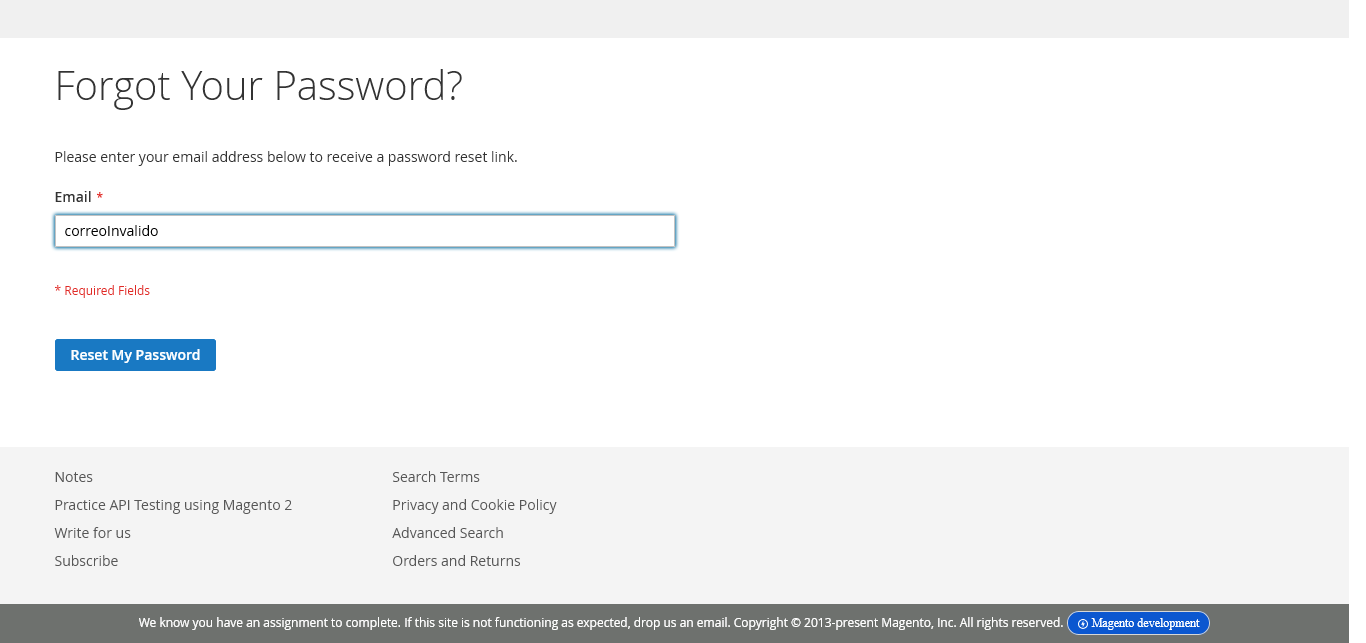 Forgot Your Password?
Please enter your email address below to receive a password reset link.
Email *
correoInvalido
* Required Fields
Reset My Password
Notes
Practice API Testing using Magento 2
Write for us
Subscribe
Search Terms
Privacy and Cookie Policy
Advanced Search
Orders and Returns
We know you have an assignment to complete. If this site is not functioning as expected, drop us an email. Copyright © 2013-present Magento, Inc. All rights reserved. Magento development